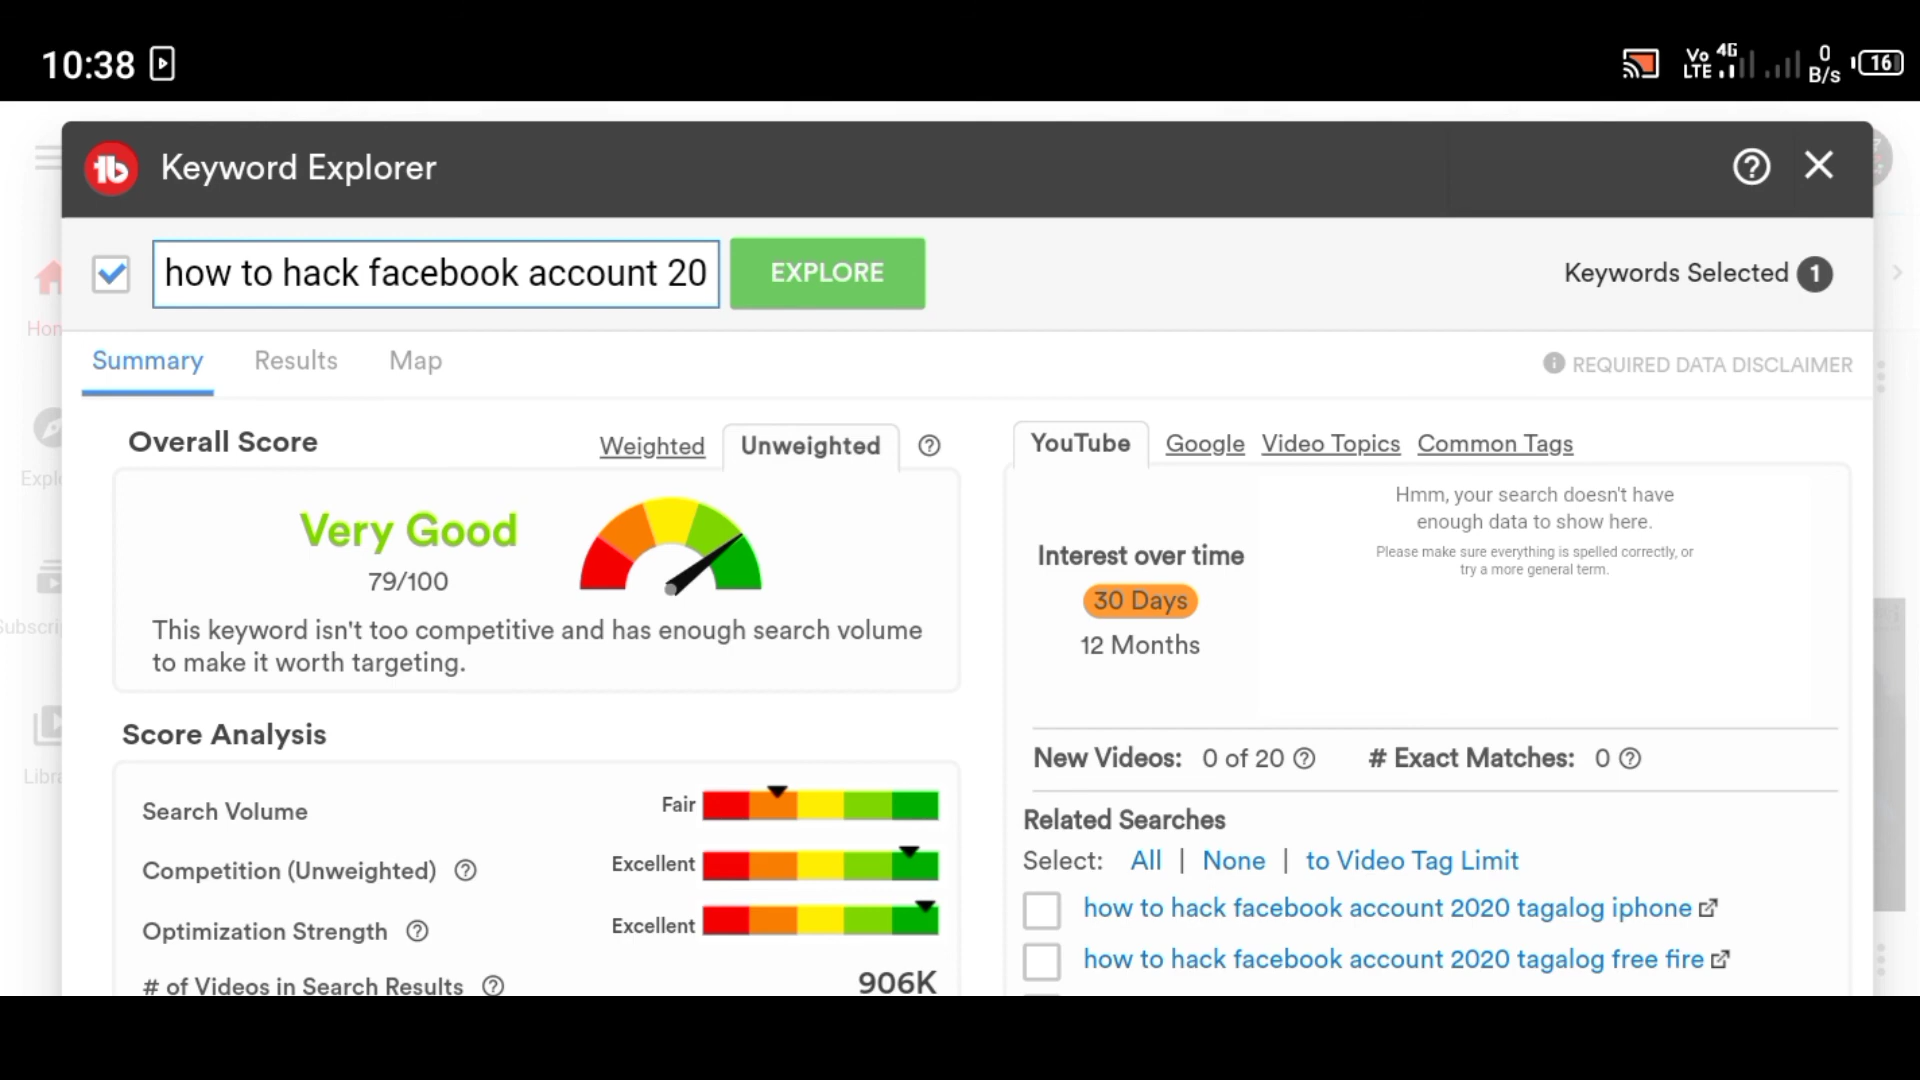 10:38
Vo LTE 4G 0 B/s 16
Keyword Explorer
how to hack facebook account 20
EXPLORE
Keywords Selected 1
Summary Results Map
REQUIRED DATA DISCLAIMER
Overall Score
Weighted Unweighted
Very Good
79/100
This keyword isn't too competitive and has enough search volume
to make it worth targeting.
Score Analysis
Search Volume Fair
Competition (Unweighted) Excellent
Optimization Strength Excellent
# of Videos in Search Results 906K
YouTube Google Video Topics Common Tags
Hmm, your search doesn't have
enough data to show here.
Please make sure everything is spelled correctly, or
try a more general term.
Interest over time
30 Days
12 Months
New Videos: 0 of 20 # Exact Matches: 0
Related Searches
Select: All | None | to Video Tag Limit
how to hack facebook account 2020 tagalog iphone
how to hack facebook account 2020 tagalog free fire